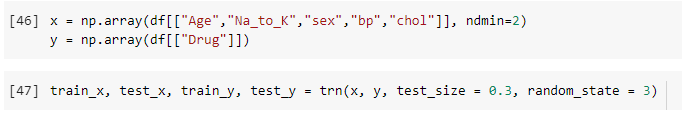 [46] x = np.array(df[["Age","Na_to_K","sex","bp","chol"]], ndmin=2)
y = np.array(df[["Drug"]])
[47] train_x, test_x, train_y, test_y = trn(x, y, test_size = 0.3, random_state = 3)